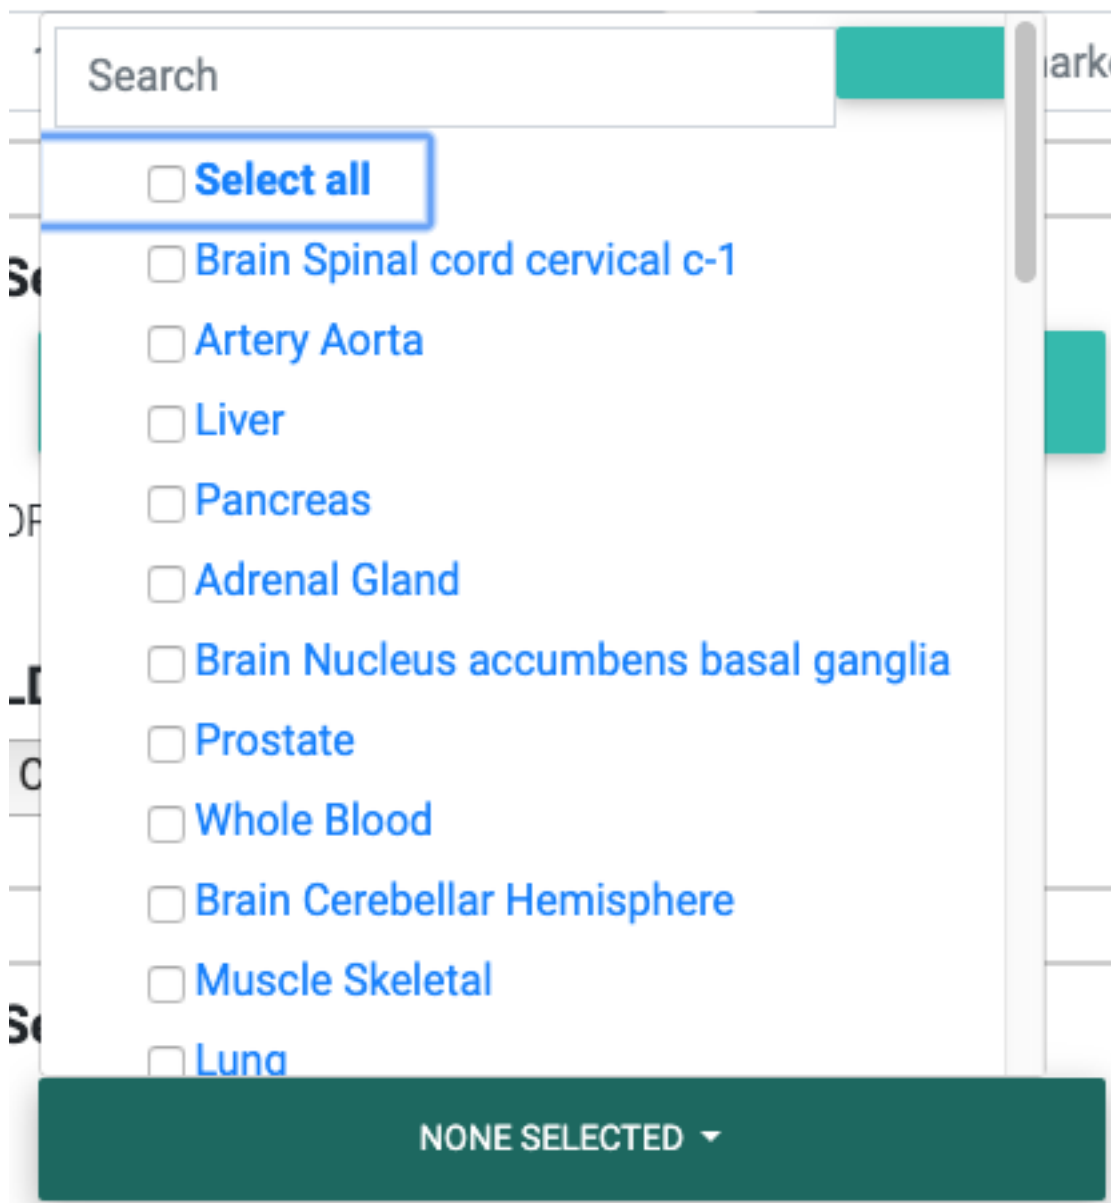 Search
Select all
Brain Spinal cord cervical c-1
Artery Aorta
Liver
Pancreas
Adrenal Gland
Brain Nucleus accumbens basal ganglia
Prostate
Whole Blood
Brain Cerebellar Hemisphere
Muscle Skeletal
Lung
NONE SELECTED